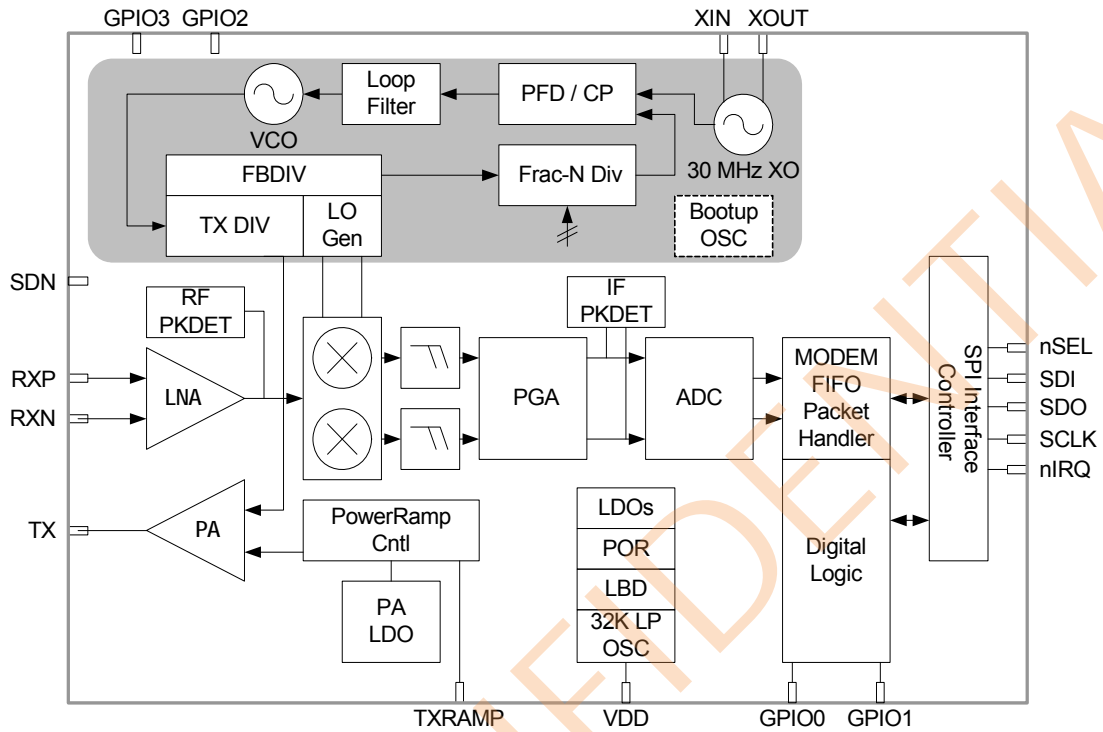 GPIO3 GPIO2
XIN XOUT
Loop
Filter
PFD / CP
VCO
30 MHz XO
FBDIV
Frac-N Div
TX DIV
LO
Gen
Bootup
OSC
SDN
RF
PKDET
IF
PKDET
RXP
RXN
LNA
PGA
ADC
MODEM
FIFO
Packet
Handler
SPI Interface
Controller
nSEL
SDI
SDO
SCLK
nIRQ
TX
PA
PowerRamp
Cntl
PA
LDO
LDOs
POR
LBD
32K LP
OSC
Digital
Logic
TXRAMP
VDD
GPIO0
GPIO1